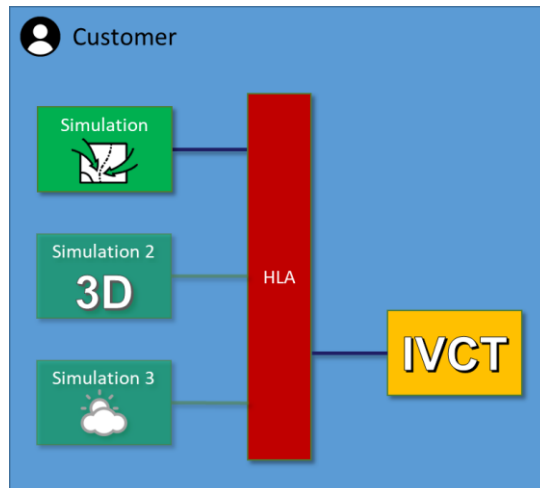 Customer
Simulation
Simulation 2
3D
HLA
IVCT
Simulation 3